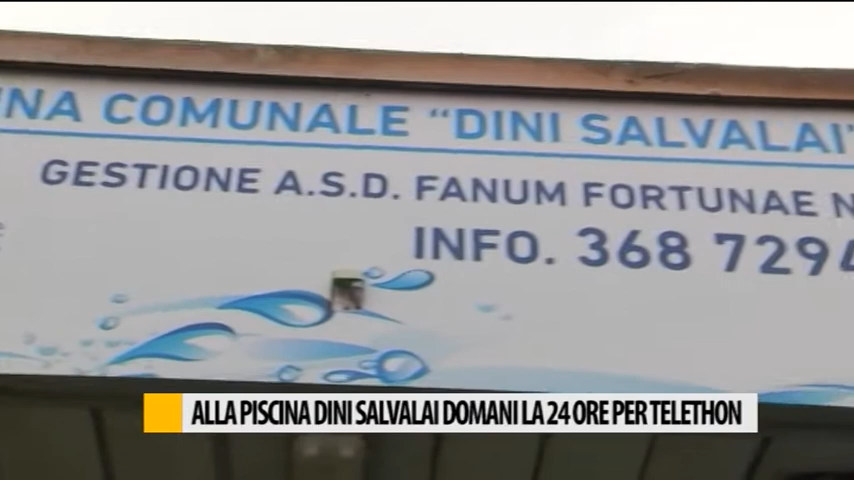 COMUNALE "DINI SALVALAI"
GESTIONE A.S.D. FANUM FORTUNAE
INFO. 368 7294
ALLA PISCINA DINI SALVALAI DOMANI LA 24 ORE PER TELETHON